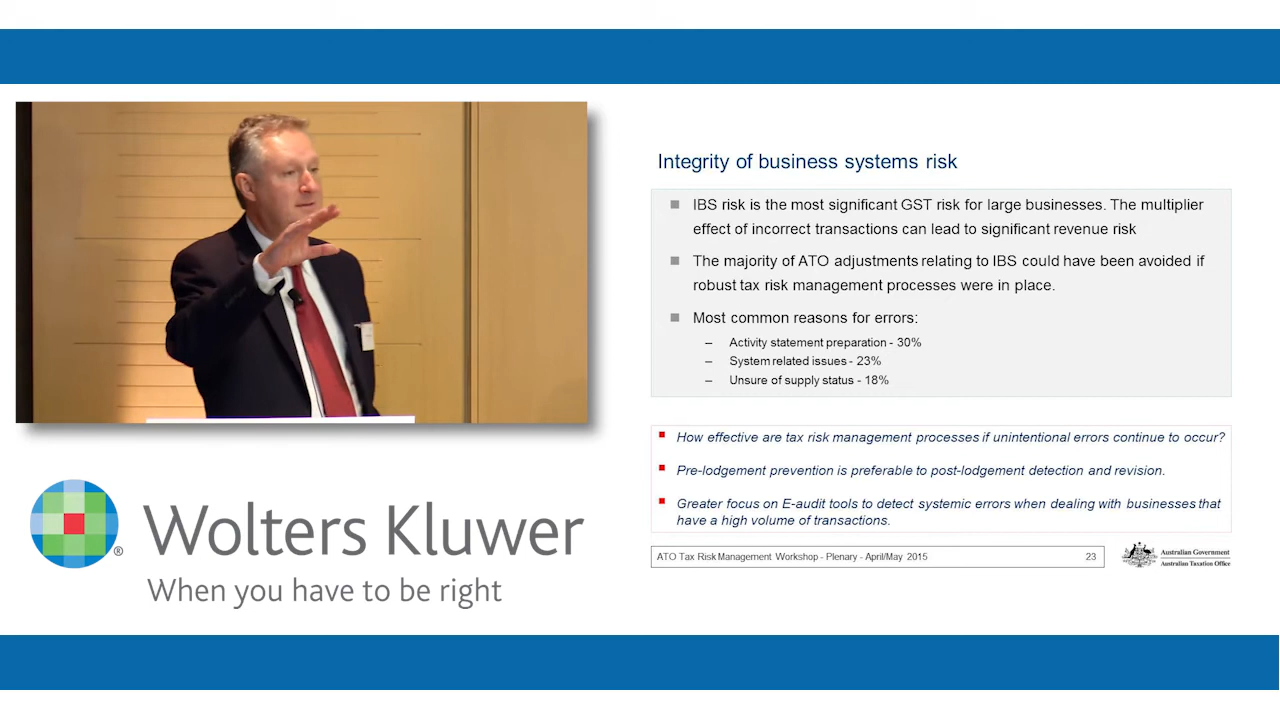 Integrity of business systems risk
IBS risk is the most significant GST risk for large businesses. The multiplier
effect of incorrect transactions can lead to significant revenue risk
The majority of ATO adjustments relating to IBS could have been avoided if
robust tax risk management processes were in place.
Most common reasons for errors:
– Activity statement preparation - 30%
– System related issues - 23%
– Unsure of supply status - 18%
How effective are tax risk management processes if unintentional errors continue to occur?
Pre-lodgement prevention is preferable to post-lodgement detection and revision.
Greater focus on E-audit tools to detect systemic errors when dealing with businesses that
have a high volume of transactions.
ATO Tax Risk Management Workshop - Plenary - April/May 2015 23
Australian Government
Australian Taxation Office
® Wolters Kluwer
When you have to be right